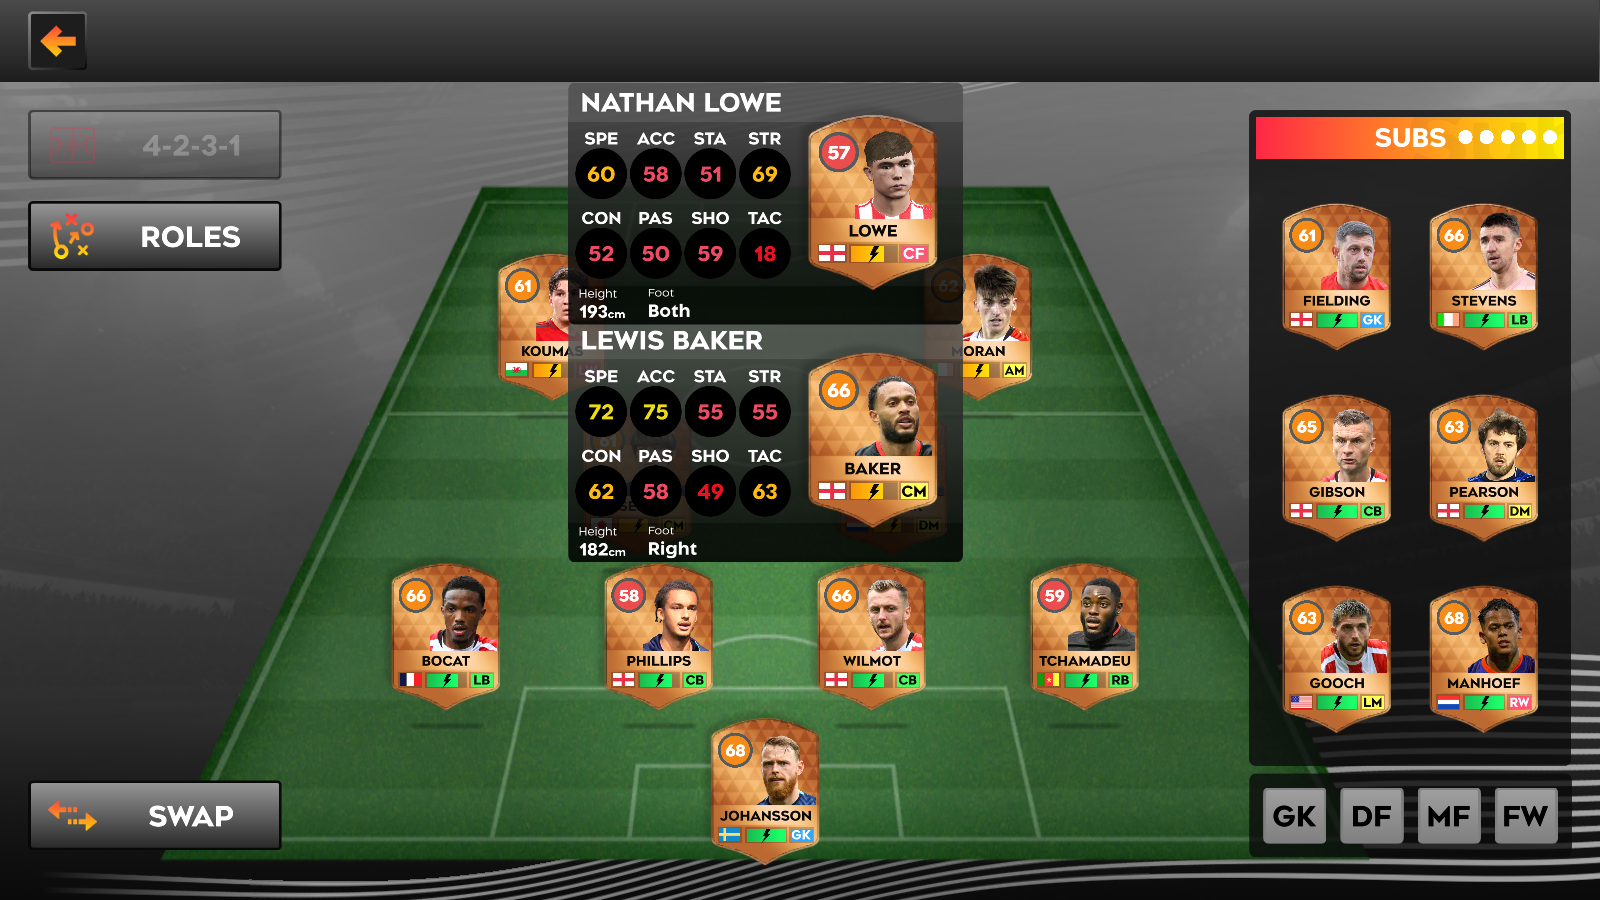 4-2-3-1
ROLES
SWAP
NATHAN LOWE
SPE ACC STA STR
60 58 51 69
CON PAS SHO TAC
52 50 59 18
Height Foot
193cm Both
57
LOWE
CF
LEWIS BAKER
SPE ACC STA STR
72 75 55 55
CON PAS SHO TAC
62 58 49 63
Height Foot
182cm Right
66
BAKER
CM
61
KOUMAS
62
MORAN
AM
61
CM
DM
66
BOCAT
LB
58
PHILLIPS
CB
66
WILMOT
CB
59
TCHAMADEU
RB
68
JOHANSSON
GK
SUBS
61
FIELDING
GK
66
STEVENS
LB
65
GIBSON
CB
63
PEARSON
DM
63
GOOCH
LM
68
MANHOEF
RW
GK DF MF FW